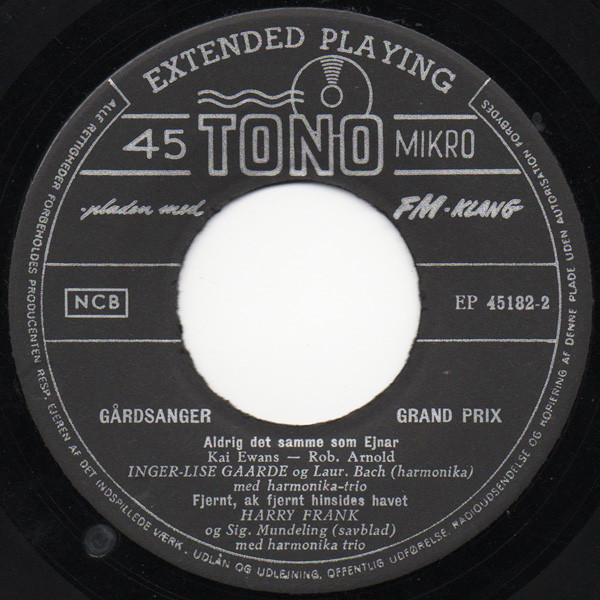 EXTENDED PLAYING
45 TONO MIKRO
-pladen med FM-KLANG
NCB EP 45182-2
GÅRDSANGER GRAND PRIX
Aldrig det samme som Ejnar
Kai Ewans — Rob. Arnold
INGER-LISE GAARDE og Laur. Bach (harmonika)
med harmonika-trio
Fjernt, ak fjernt hinsides havet
HARRY FRANK
og Sig. Mundeling (savblad)
med harmonika trio
ALLE RETTIGHEDER FORBEHOLDES PRODUCENTEN RESP. EJEREN AF DET INDSPILLEDE VÆRK. UDLÅN OG UDLEJNING, OFFENTLIG UDFØRELSE, RADIOUDSENDELSE OG KOPIERING AF DENNE PLADE UDEN AUTORISATION FORBYDES